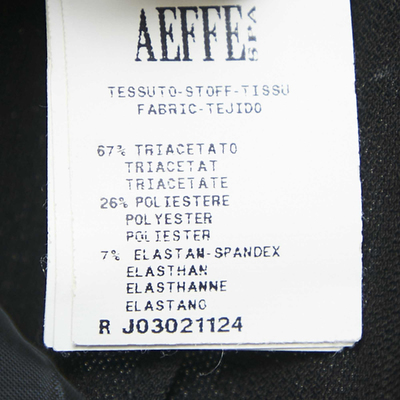 AEFFE SPA
TESSUTO-STOFF-TISSU
FABRIC-TEJIDO
67% TRIACETATO
TRIACETAT
TRIACETATE
26% POLIESTERE
POLYESTER
POLIESTER
7% ELASTAN-SPANDEX
ELASTHAN
ELASTHANNE
ELASTANO
R J03021124